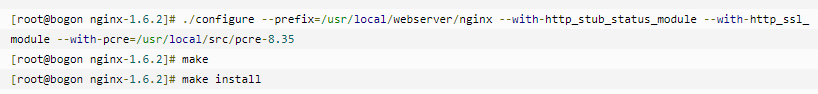 [root@bogon nginx-1.6.2]# ./configure --prefix=/usr/local/webserver/nginx --with-http_stub_status_module --with-http_ssl_
module --with-pcre=/usr/local/src/pcre-8.35
[root@bogon nginx-1.6.2]# make
[root@bogon nginx-1.6.2]# make install